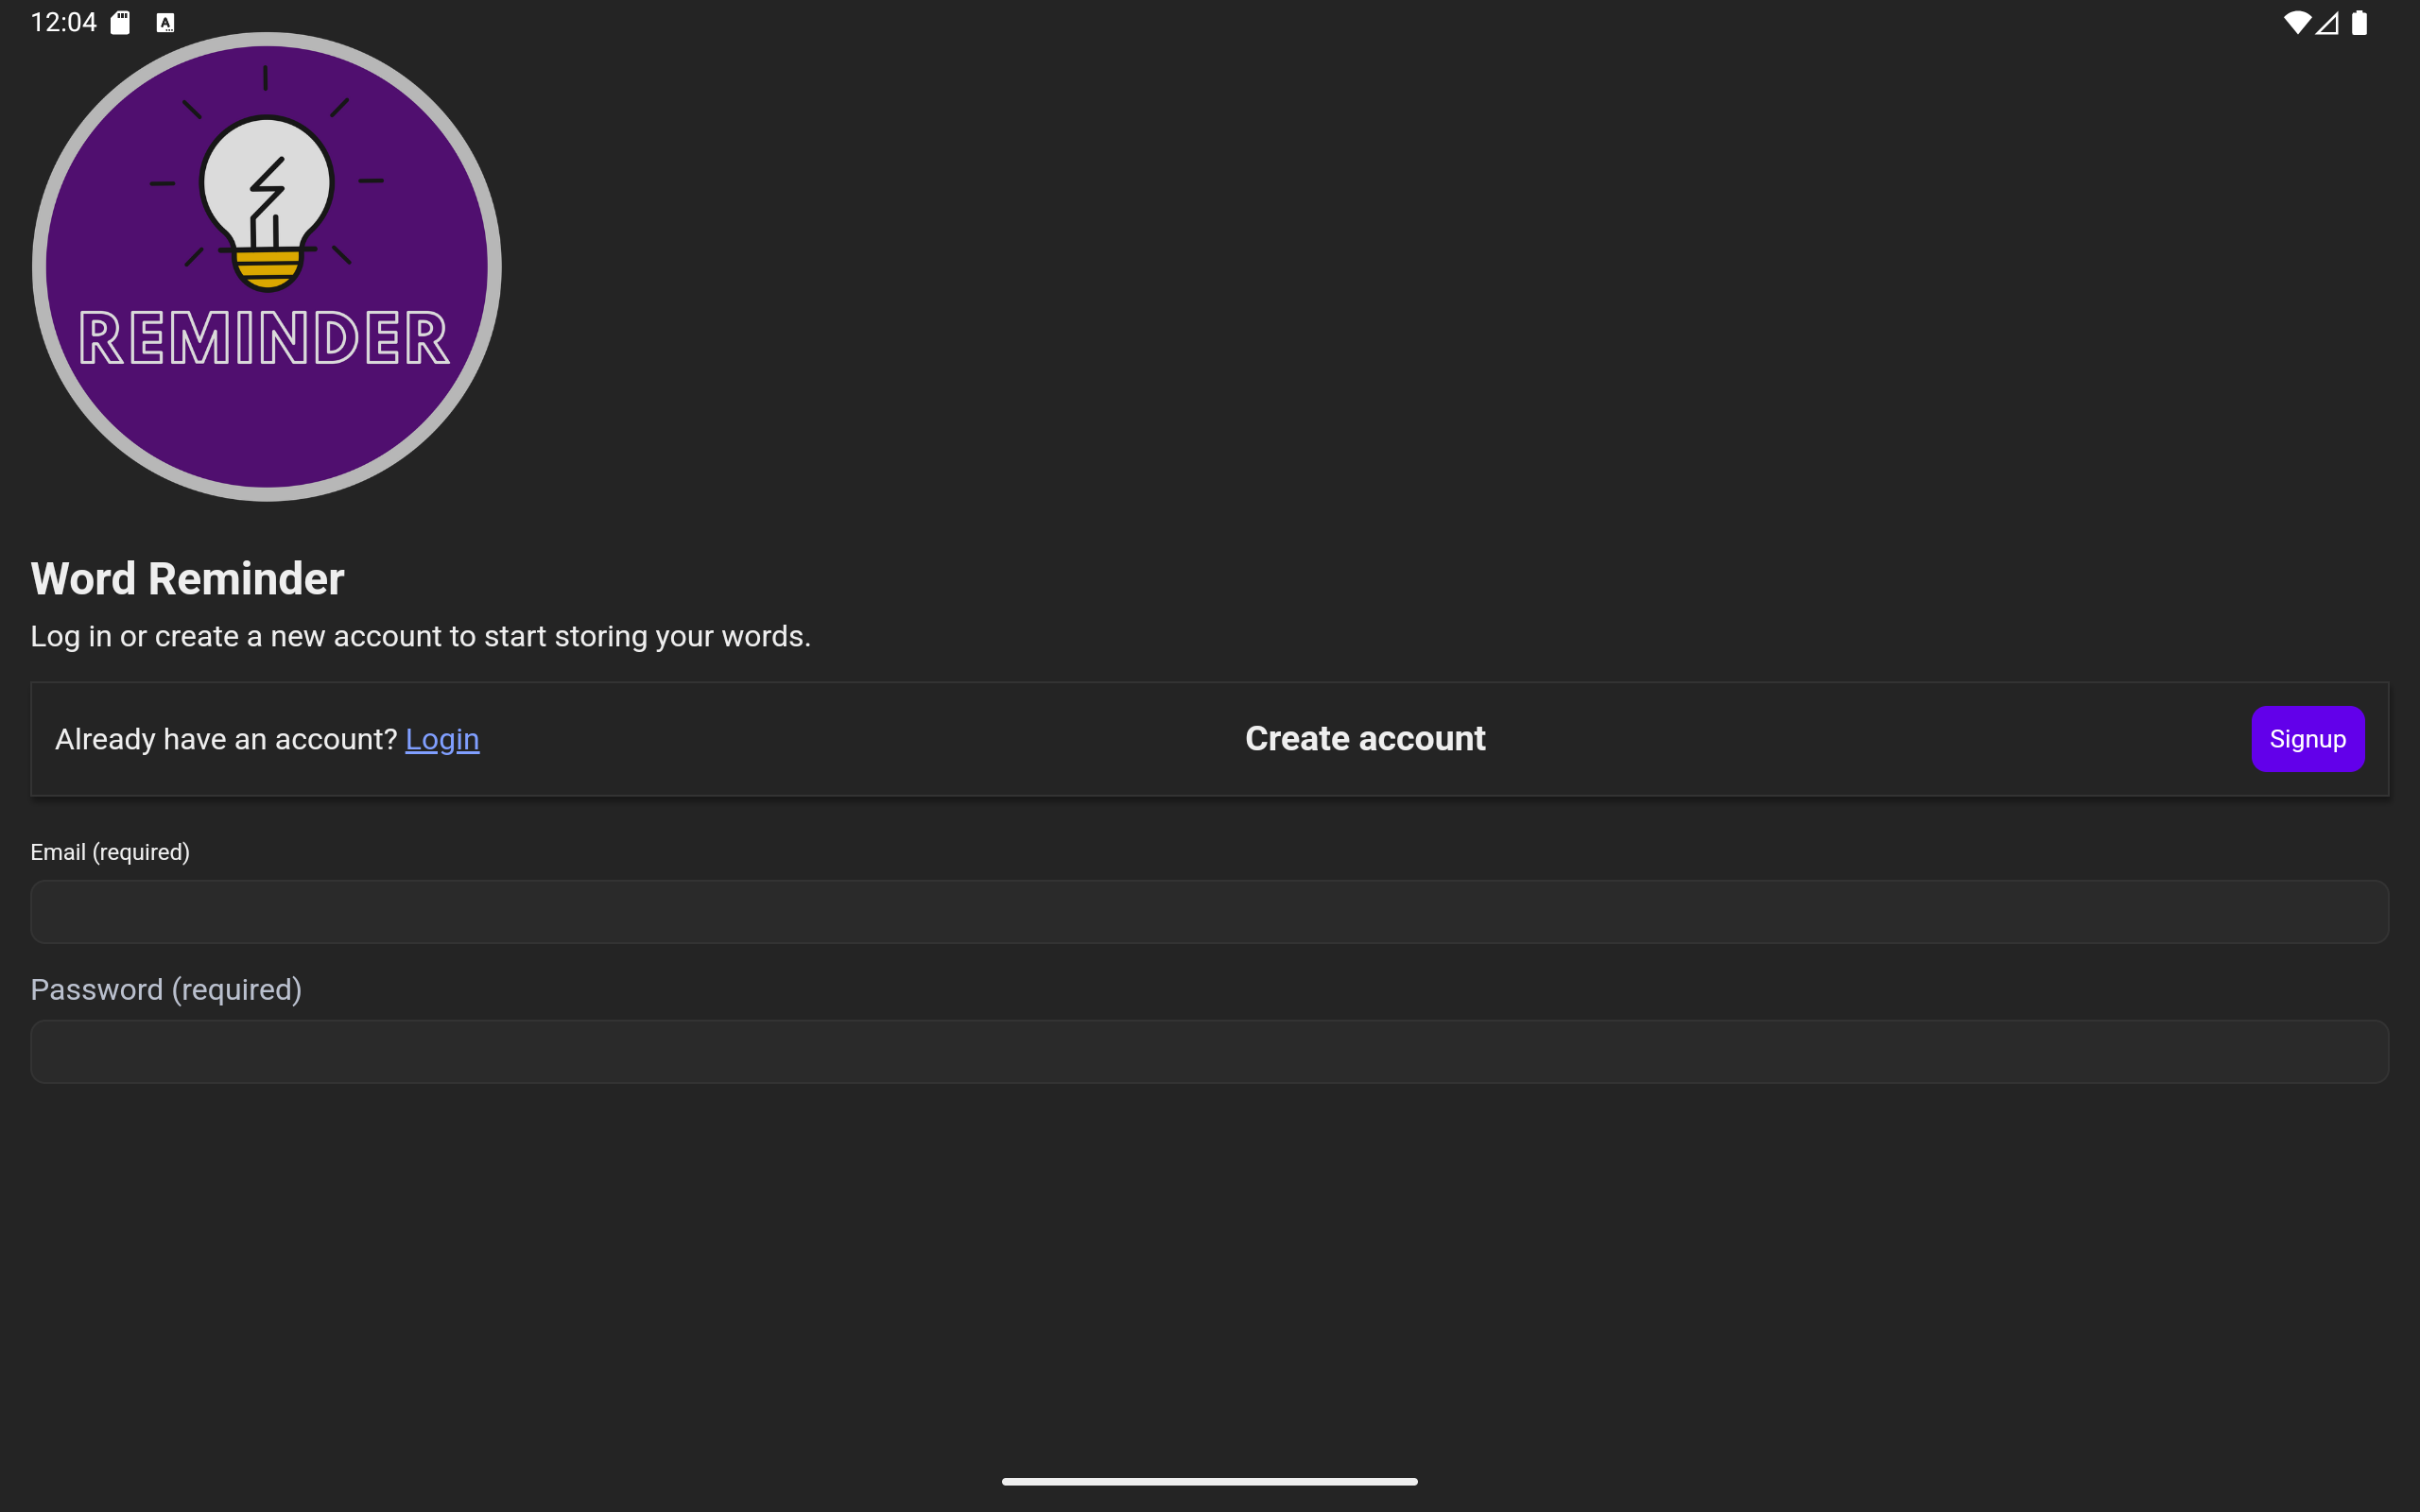 12:04
REMINDER
Word Reminder
Log in or create a new account to start storing your words.
Already have an account? Login
Create account
Signup
Email (required)
Password (required)